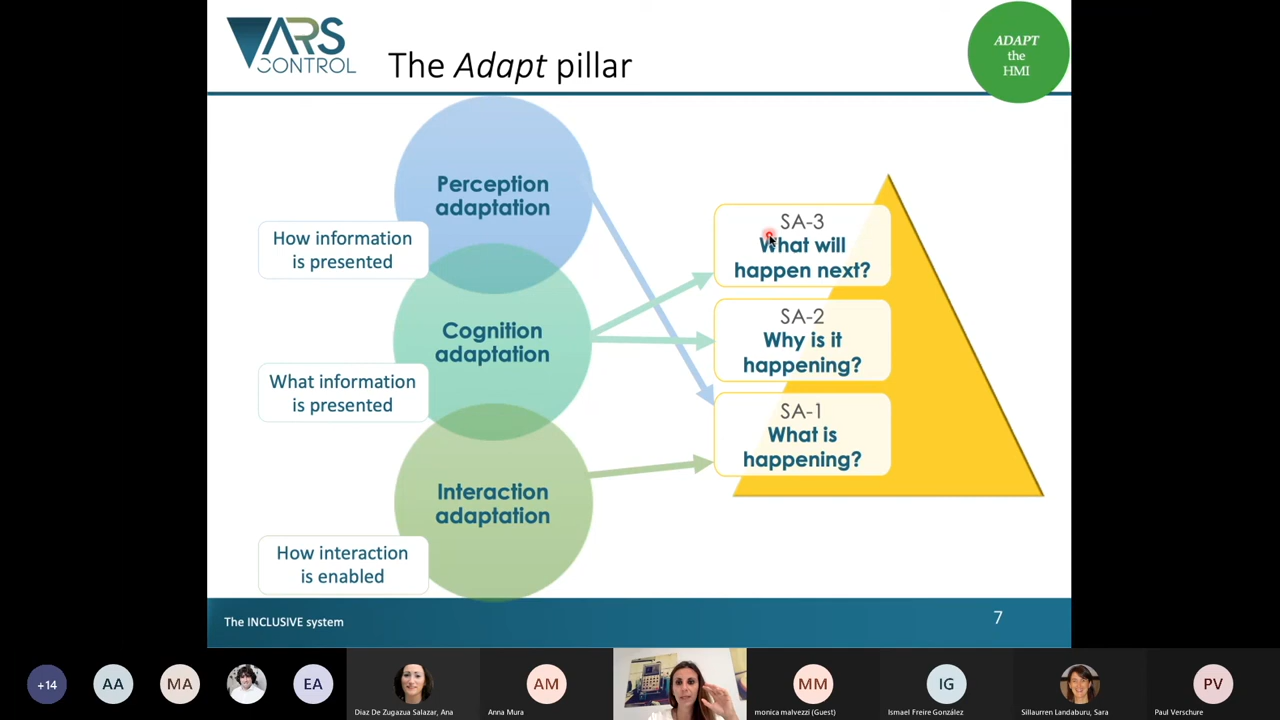 ARS
CONTROL
The Adapt pillar
ADAPT
the
HMI
Perception
adaptation
How information
is presented
Cognition
adaptation
What information
is presented
Interaction
adaptation
How interaction
is enabled
SA-3
What will
happen next?
SA-2
Why is it
happening?
SA-1
What is
happening?
The INCLUSIVE system
7
+14
AA
MA
EA
Diaz De Zugazua Salazar, Ana
AM
Anna Mura
MM
monica malvezzi (Guest)
IG
Ismael Freire González
Sillaurren Landaburu, Sara
PV
Paul Verschure